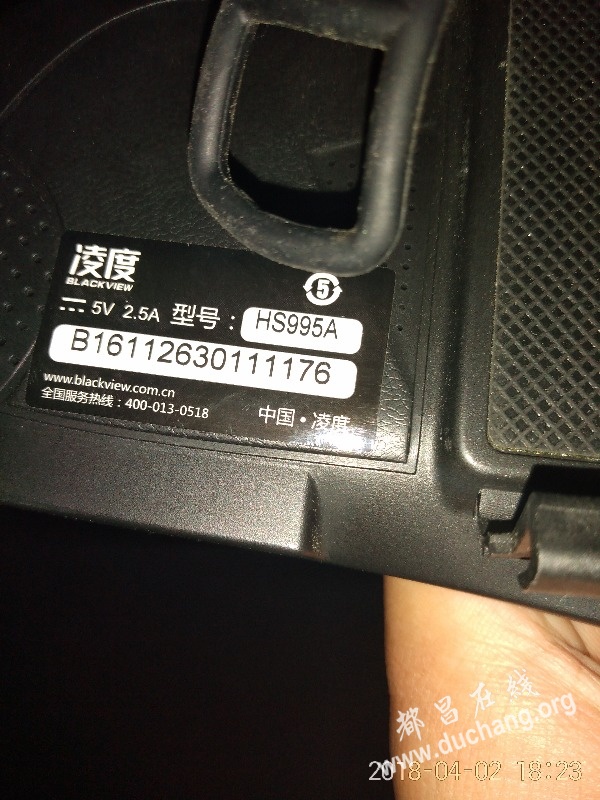 凌度
BLACKVIEW
5
5V 2.5A 型号：HS995A
B16112630111176
www.blackview.com.cn
全国服务热线：400-013-0518
中国·凌度
都昌在线
www.duchang.org
2018-04-02 18:23